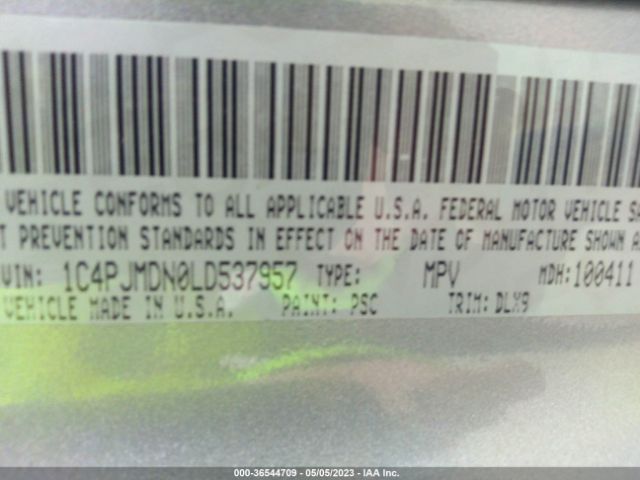 VEHICLE CONFORMS TO ALL APPLICABLE U.S.A. FEDERAL MOTOR VEHICLE SA
T PREVENTION STANDARDS IN EFFECT ON THE DATE OF MANUFACTURE SHOWN A
VIN: 1C4PJMDN0LD537957 TYPE: MPV MDH:100411
VEHICLE MADE IN U.S.A. PAINT: PSC TRIM: DLX9
000-36544709 - 05/05/2023 - IAA Inc.